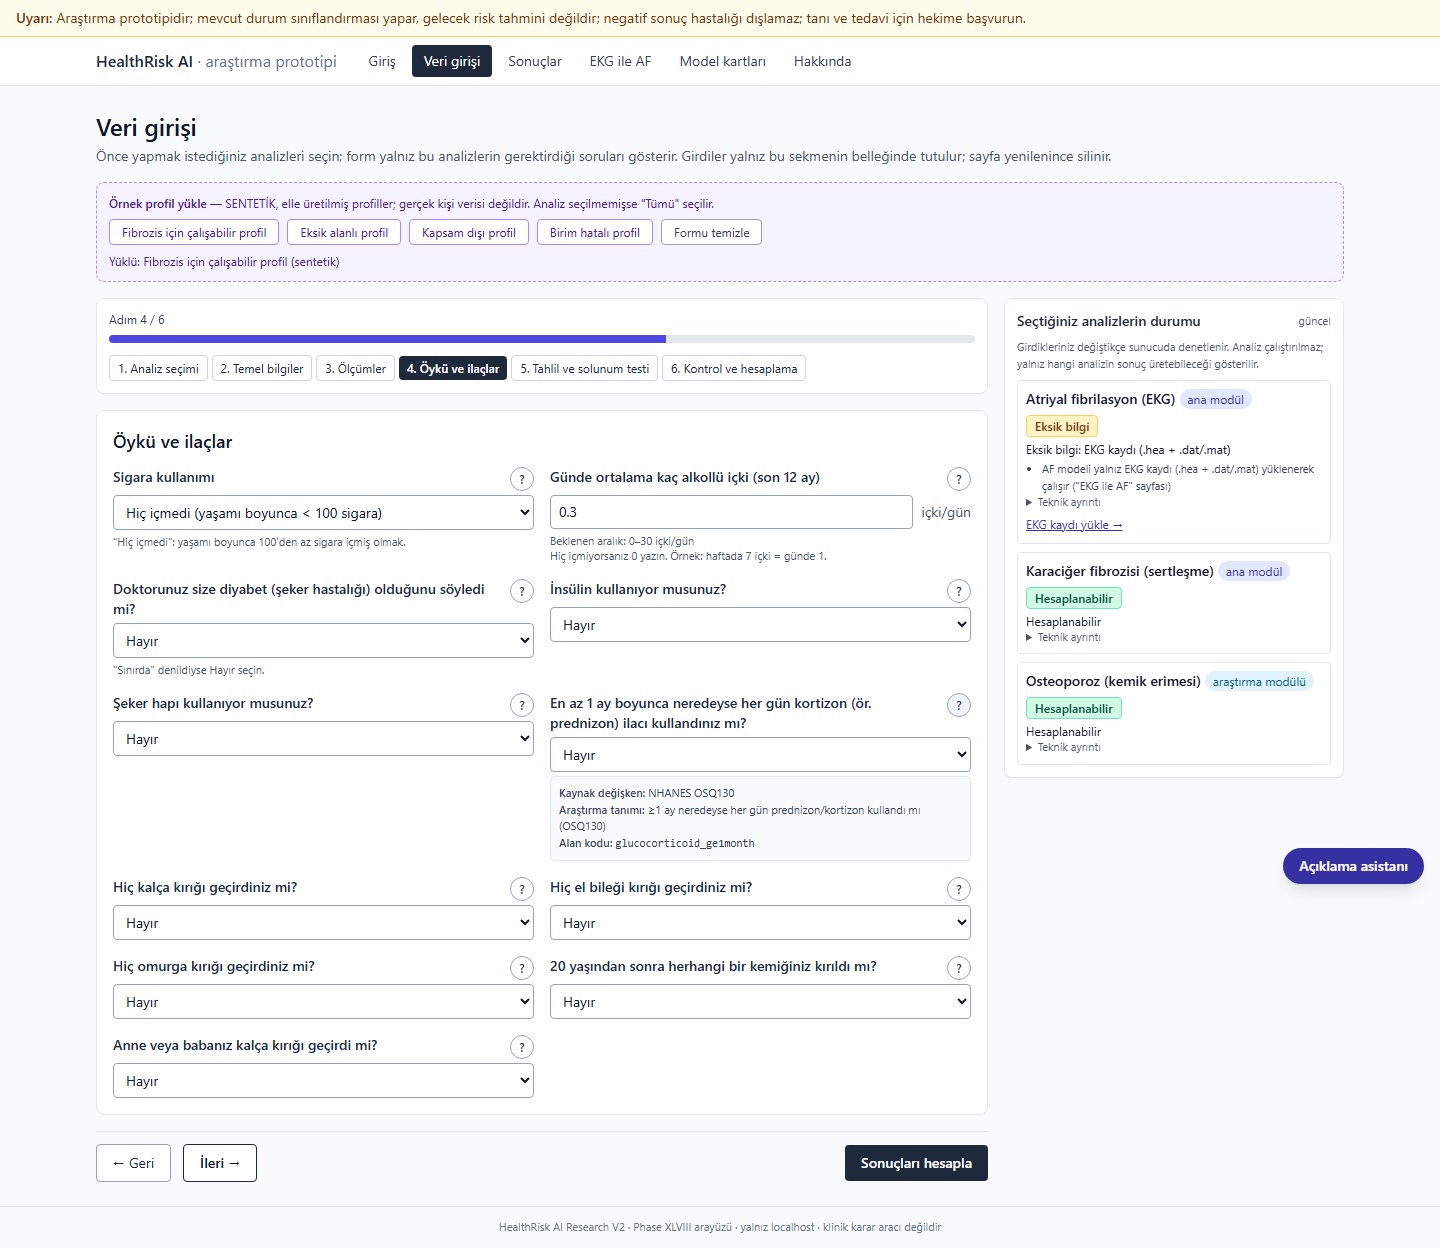 Uyarı: Araştırma prototipidir; mevcut durum sınıflandırması yapar, gelecek risk tahmini değildir; negatif sonuç hastalığı dışlamaz; tanı ve tedavi için hekime başvurun.
HealthRisk AI · araştırma prototipi
Giriş
Veri girişi
Sonuçlar
EKG ile AF
Model kartları
Hakkında
Veri girişi
Önce yapmak istediğiniz analizleri seçin; form yalnız bu analizlerin gerektirdiği soruları gösterir. Girdiler yalnız bu sekmenin belleğinde tutulur; sayfa yenilenince silinir.
Örnek profil yükle — SENTETİK, elle üretilmiş profiller; gerçek kişi verisi değildir. Analiz seçilmemişse "Tümü" seçilir.
Fibrozis için çalışabilir profil
Eksik alanlı profil
Kapsam dışı profil
Birim hatalı profil
Formu temizle
Yüklü: Fibrozis için çalışabilir profil (sentetik)
Adım 4 / 6
1. Analiz seçimi
2. Temel bilgiler
3. Ölçümler
4. Öykü ve ilaçlar
5. Tahlil ve solunum testi
6. Kontrol ve hesaplama
Öykü ve ilaçlar
Sigara kullanımı
?
Hiç içmedi (yaşamı boyunca < 100 sigara)
"Hiç içmedi": yaşamı boyunca 100'den az sigara içmiş olmak.
Günde ortalama kaç alkollü içki (son 12 ay)
?
0.3
içki/gün
Beklenen aralık: 0–30 içki/gün
Hiç içmiyorsanız 0 yazın. Örnek: haftada 7 içki = günde 1.
Doktorunuz size diyabet (şeker hastalığı) olduğunu söyledi
mi?
?
Hayır
"Sınırda" denildiyse Hayır seçin.
İnsülin kullanıyor musunuz?
?
Hayır
Şeker hapı kullanıyor musunuz?
?
Hayır
En az 1 ay boyunca neredeyse her gün kortizon (ör.
prednizon) ilacı kullandınız mı?
?
Hayır
Kaynak değişken: NHANES OSQ130
Araştırma tanımı: ≥1 ay neredeyse her gün prednizon/kortizon kullandı mı
(OSQ130)
Alan kodu: glucocorticoid_ge1month
Hiç kalça kırığı geçirdiniz mi?
?
Hayır
Hiç el bileği kırığı geçirdiniz mi?
?
Hayır
Hiç omurga kırığı geçirdiniz mi?
?
Hayır
20 yaşından sonra herhangi bir kemiğiniz kırıldı mı?
?
Hayır
Anne veya babanız kalça kırığı geçirdi mi?
?
Hayır
← Geri
İleri →
Sonuçları hesapla
Seçtiğiniz analizlerin durumu
güncel
Girdikleriniz değiştikçe sunucuda denetlenir. Analiz çalıştırılmaz;
yalnız hangi analizin sonuç üretebileceği gösterilir.
Atriyal fibrilasyon (EKG)
ana modül
Eksik bilgi
Eksik bilgi: EKG kaydı (.hea + .dat/.mat)
• AF modeli yalnız EKG kaydı (.hea + .dat/.mat) yüklenerek
çalışır ("EKG ile AF" sayfası)
▶ Teknik ayrıntı
EKG kaydı yükle →
Karaciğer fibrozisi (sertleşme)
ana modül
Hesaplanabilir
Hesaplanabilir
▶ Teknik ayrıntı
Osteoporoz (kemik erimesi)
araştırma modülü
Hesaplanabilir
Hesaplanabilir
▶ Teknik ayrıntı
Açıklama asistanı
HealthRisk AI Research V2 · Phase XLVIII arayüzü · yalnız localhost · klinik karar aracı değildir